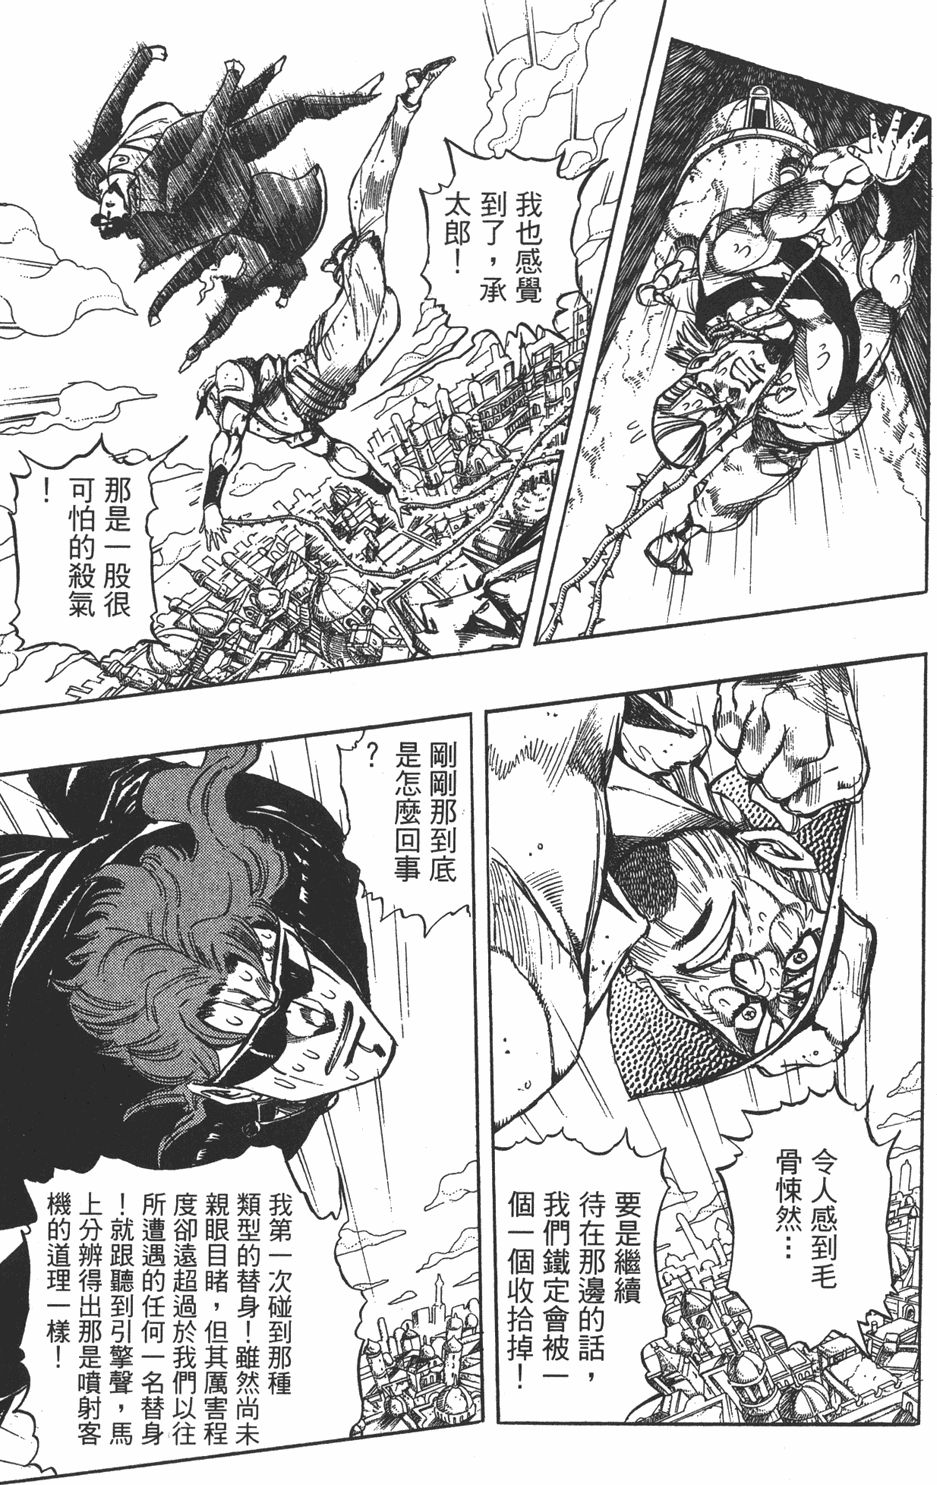 我也感覺
到了，承
太郎！
那是一股很
可怕的殺氣
！
令人感到毛
骨悚然…
要是繼續
待在那邊的話，
我們鐵定會被一
個一個收拾掉！
剛剛那到底
是怎麼回事
？
我第一次碰到那種
類型的替身！雖然尚未
親眼目睹，但其厲害程
度卻遠超過於我們以往
所遭遇的任何一名替身
！就跟聽到引擎聲，馬
上分辨得出那是噴射客
機的道理一樣！